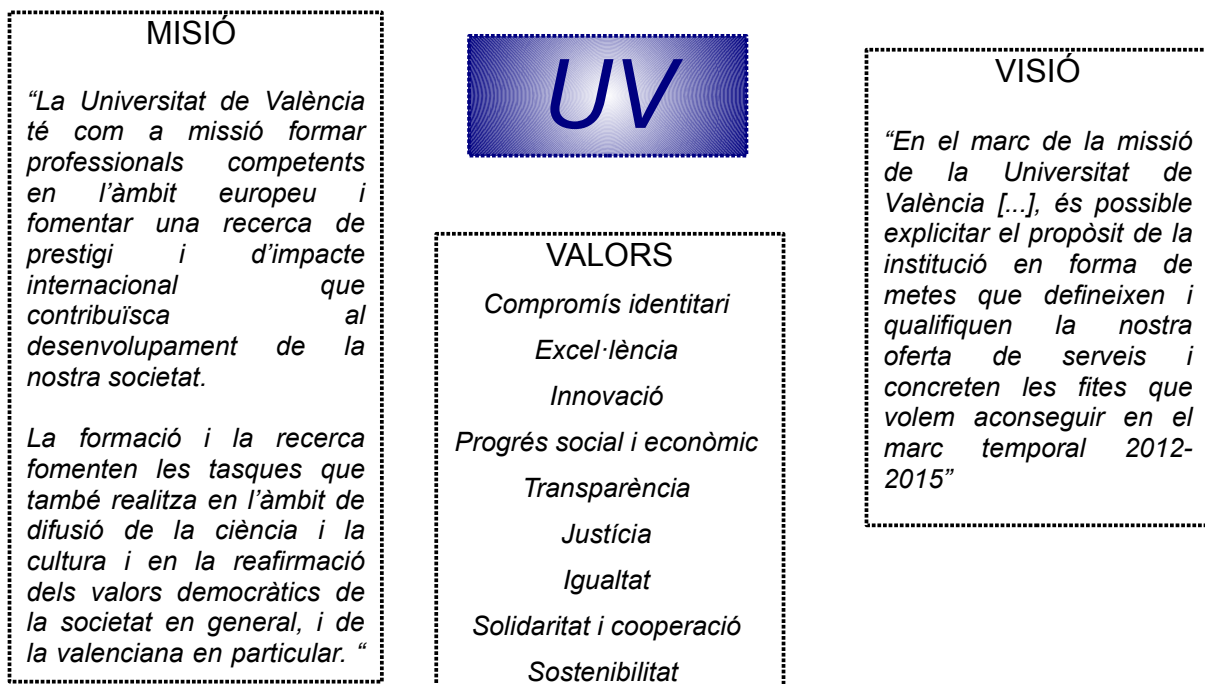 MISIÓ
“La Universitat de València
té com a missió formar
professionals competents
en l’àmbit europeu i
fomentar una recerca de
prestigi i d’impacte
internacional que
contribuïsca al
desenvolupament de la
nostra societat.
La formació i la recerca
fomenten les tasques que
també realitza en l’àmbit de
difusió de la ciència i la
cultura i en la reafirmació
dels valors democràtics de
la societat en general, i de
la valenciana en particular. “
UV
VALORS
Compromís identitari
Excel·lència
Innovació
Progrés social i econòmic
Transparència
Justícia
Igualtat
Solidaritat i cooperació
Sostenibilitat
VISIÓ
“En el marc de la missió
de la Universitat de
València [...], és possible
explicitar el propòsit de la
institució en forma de
metes que defineixen i
qualifiquen la nostra
oferta de serveis i
concreten les fites que
volem aconseguir en el
marc temporal 2012-
2015”